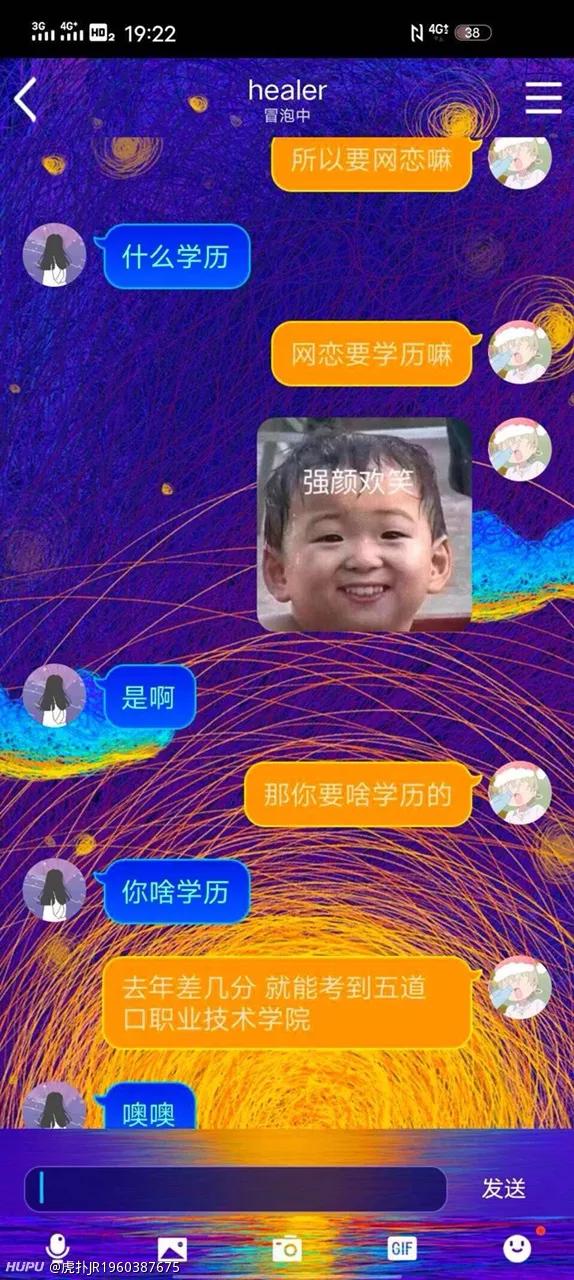 3G 4G+ HD2 19:22 4G+ 38
healer
冒泡中
所以要网恋嘛
什么学历
网恋要学历嘛
强颜欢笑
是啊
那你要啥学历的
你啥学历
去年差几分 就能考到五道
口职业技术学院
噢噢
发送
GIF
HUPU @虎扑JR1960387675